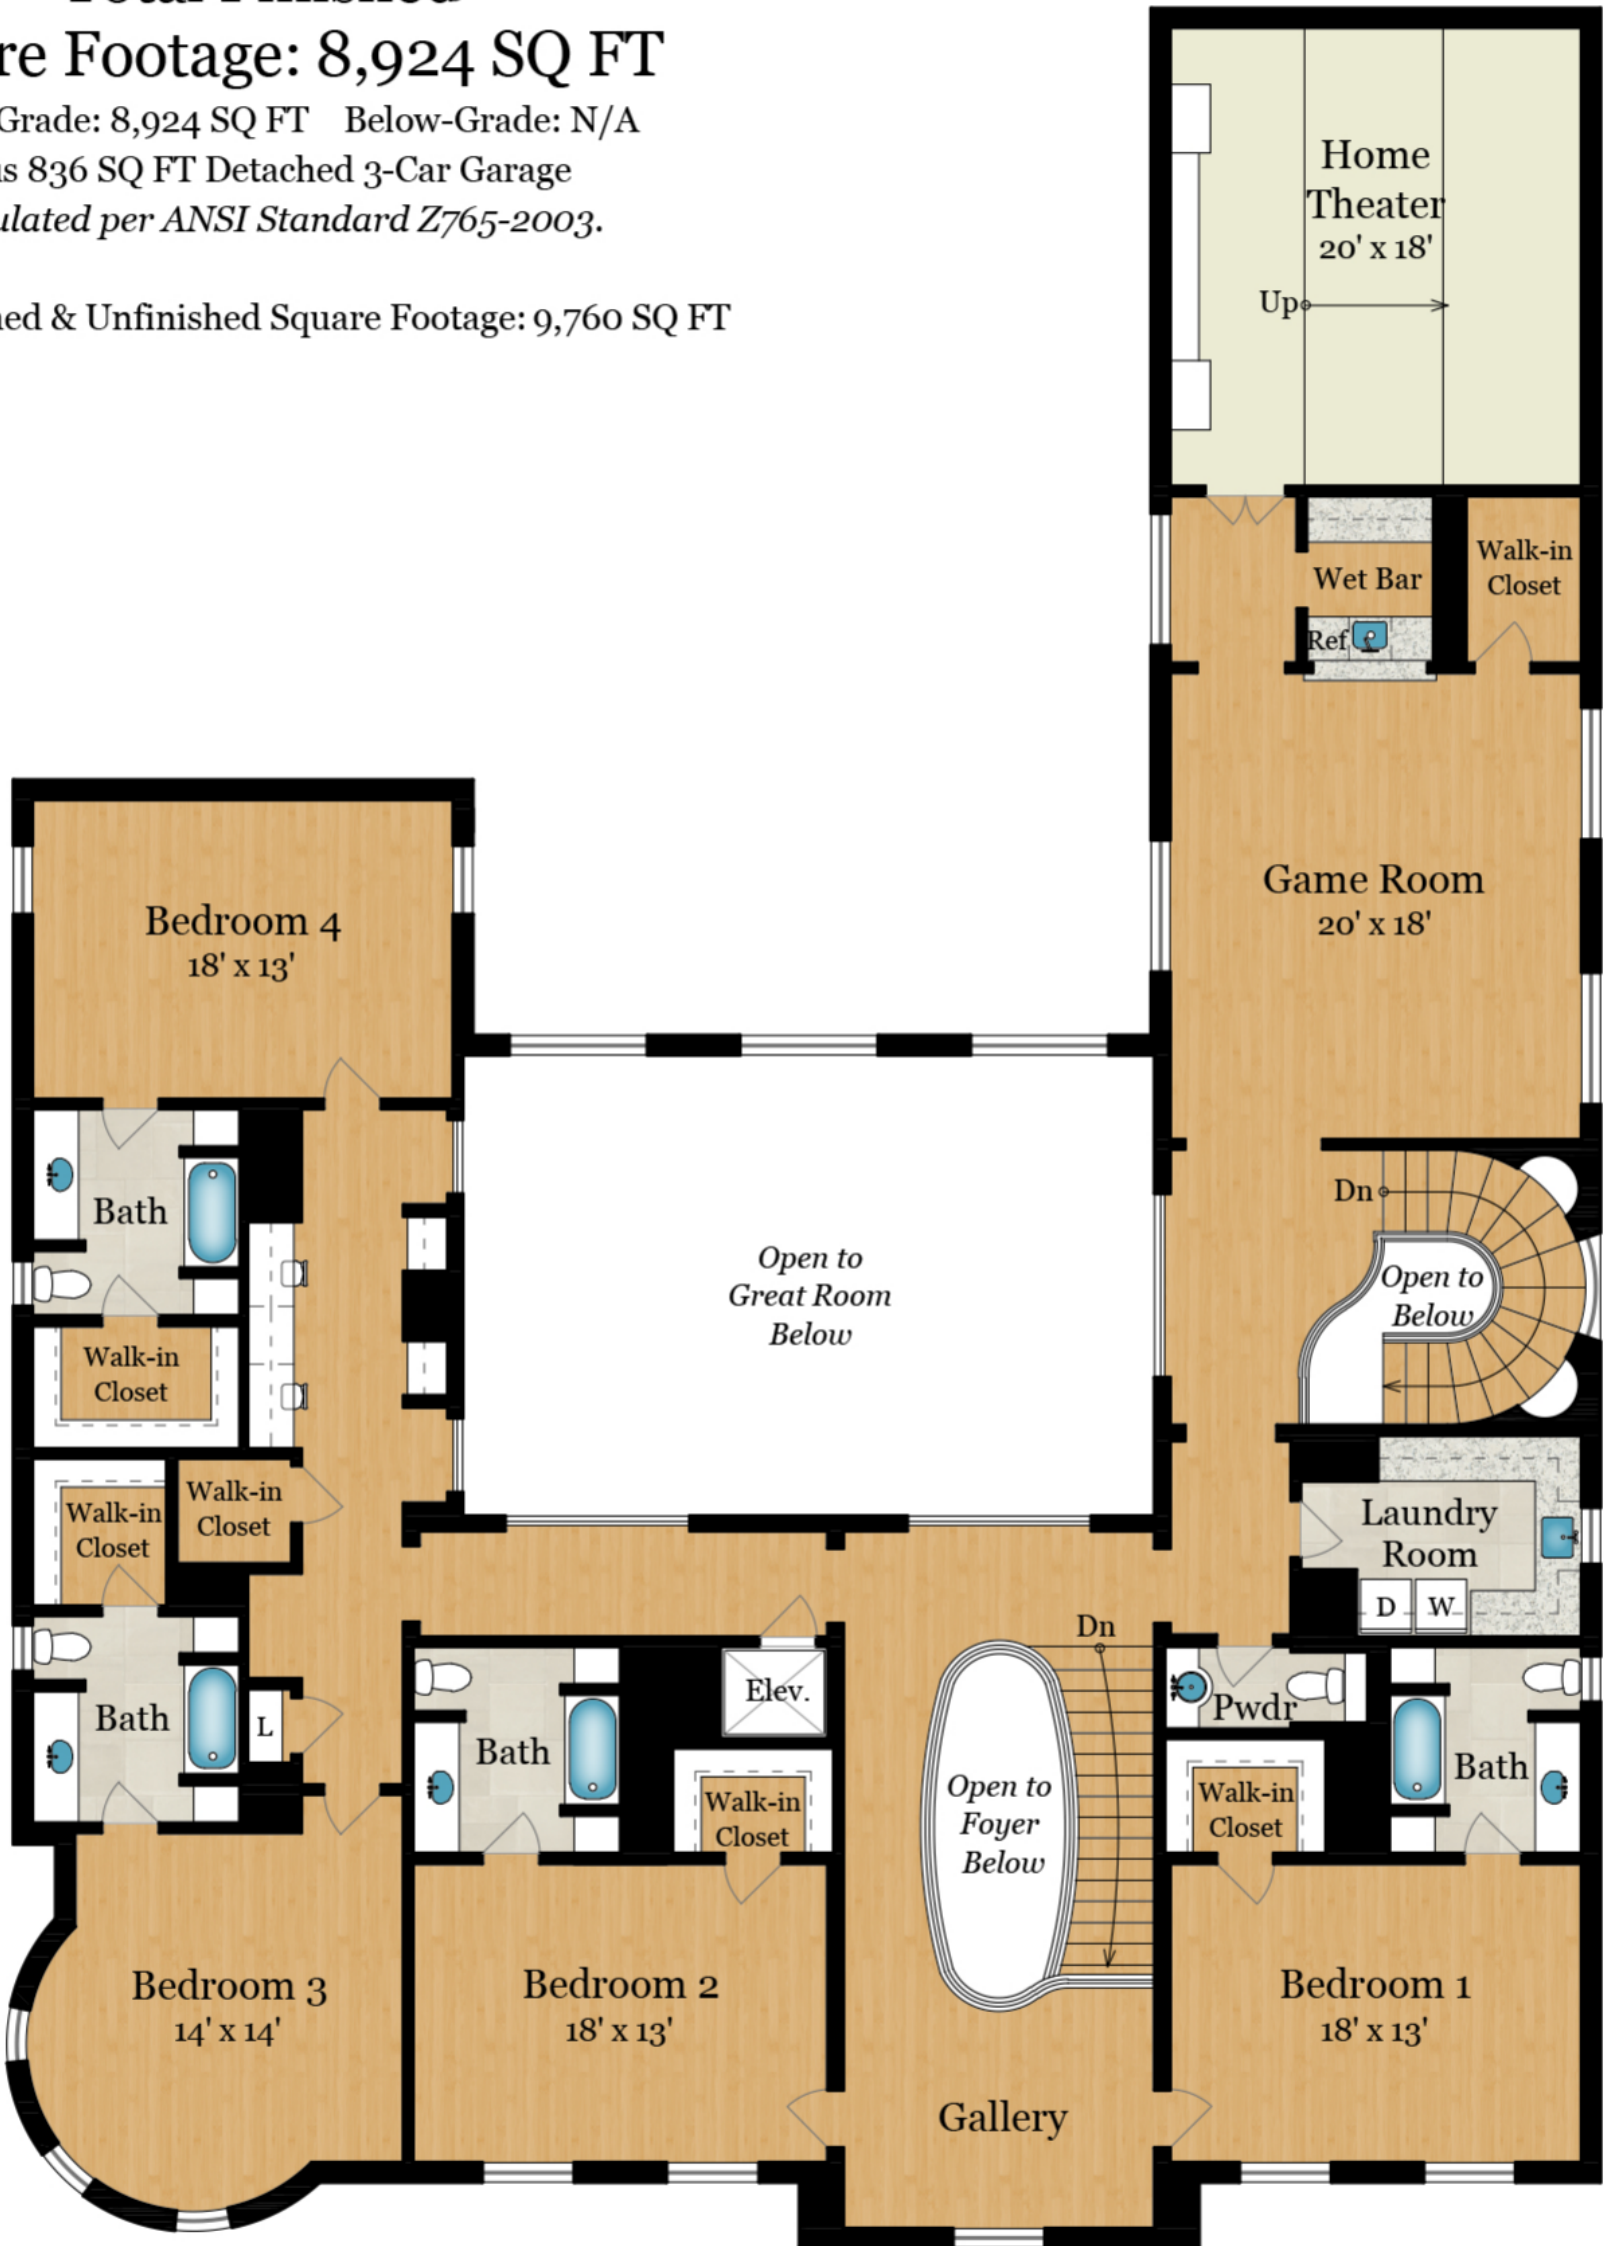 Footage: 8,924 SQ FT
Grade: 8,924 SQ FT Below-Grade: N/A
836 SQ FT Detached 3-Car Garage
per ANSI Standard Z765-2003.
& Unfinished Square Footage: 9,760 SQ FT
Home
Theater
20' x 18'
Up
Wet Bar
Ref
Walk-in
Closet
Game Room
20' x 18'
Bedroom 4
18' x 13'
Bath
Walk-in
Closet
Open to
Great Room
Below
Dn
Open to
Below
Walk-in
Closet
Walk-in
Closet
Laundry
Room
D W
Bath
L
Bath
Elev.
Walk-in
Closet
Dn
Open to
Foyer
Below
Pwdr
Walk-in
Closet
Bath
Bedroom 3
14' x 14'
Bedroom 2
18' x 13'
Gallery
Bedroom 1
18' x 13'